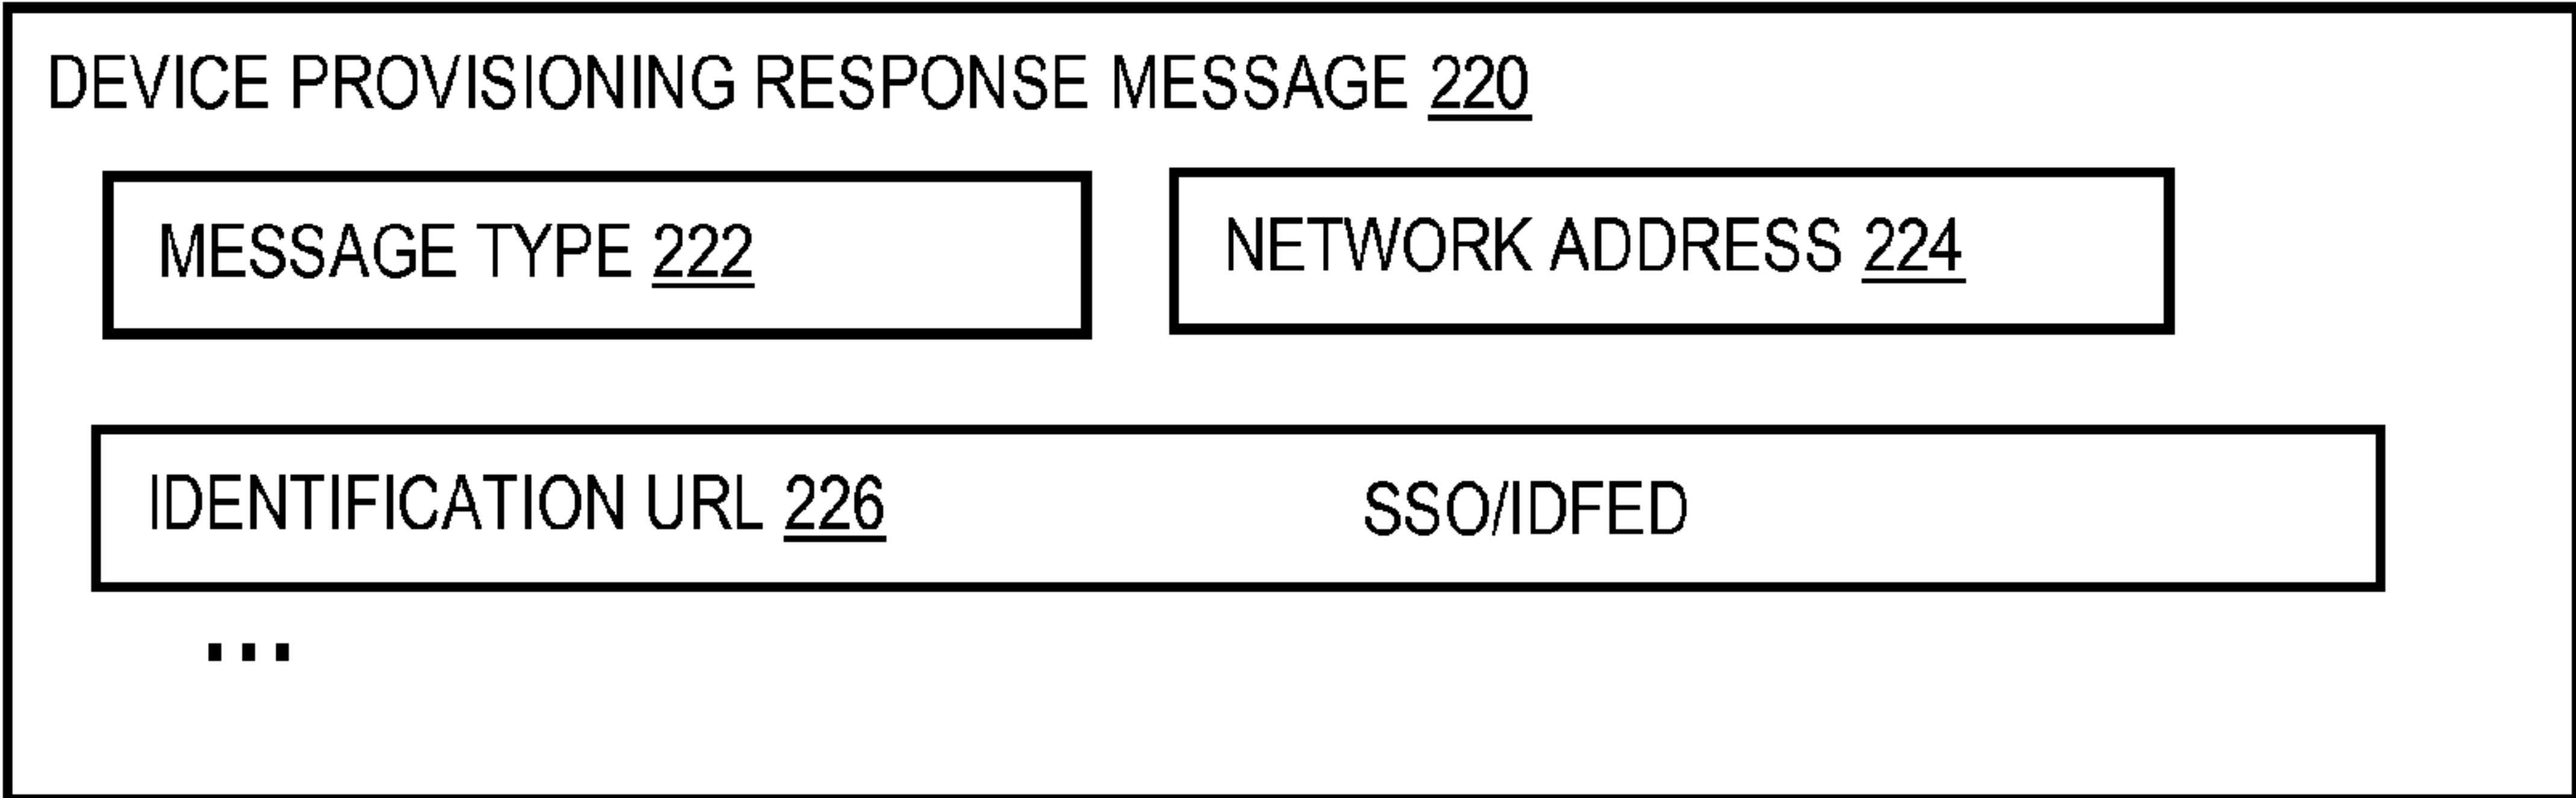 DEVICE PROVISIONING RESPONSE MESSAGE 220
MESSAGE TYPE 222
NETWORK ADDRESS 224
IDENTIFICATION URL 226 SSO/IDFED
...